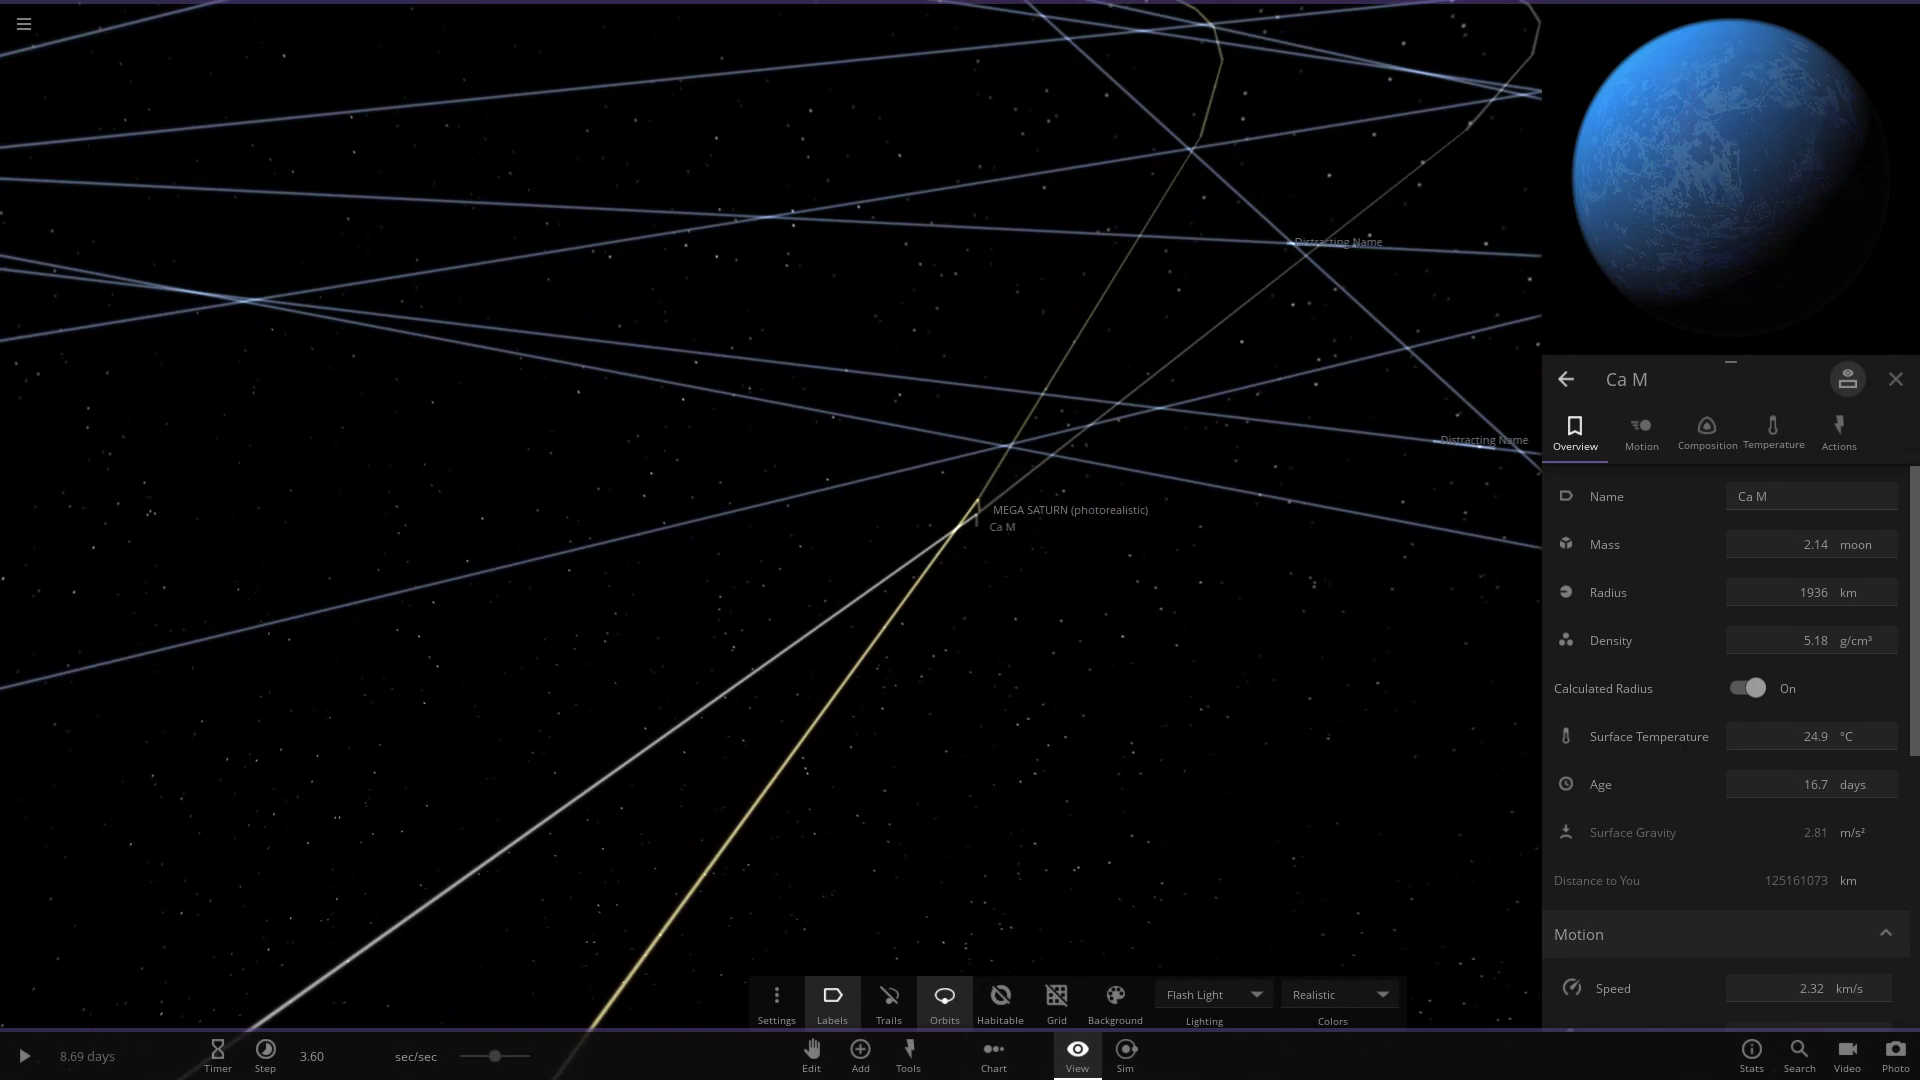 Distracting Name
Distracting Name
MEGA SATURN (photorealistic)
Ca M
Ca M
Overview
Motion
Composition
Temperature
Actions
Name Ca M
Mass 2.14 moon
Radius 1936 km
Density 5.18 g/cm³
Calculated Radius On
Surface Temperature 24.9 °C
Age 16.7 days
Surface Gravity 2.81 m/s²
Distance to You 125161073 km
Motion
Speed 2.32 km/s
Settings
Labels
Trails
Orbits
Habitable
Grid
Background
Flash Light
Lighting
Realistic
Colors
8.69 days
Timer
Step
3.60 sec/sec
Edit
Add
Tools
Chart
View
Sim
Stats
Search
Video
Photo